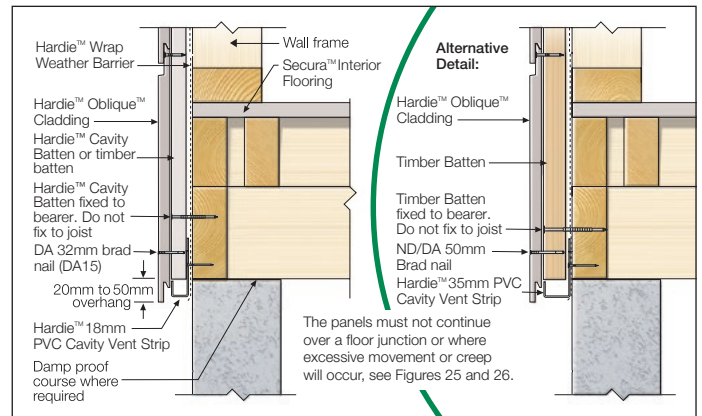 Hardie™ Wrap
Weather Barrier
Hardie™ Oblique™
Cladding
Hardie™ Cavity
Batten or timber
batten
Hardie™ Cavity
Batten fixed to
bearer. Do not
fix to joist
DA 32mm brad
nail (DA15)
20mm to 50mm
overhang
Hardie™ 18mm
PVC Cavity Vent Strip
Damp proof
course where
required
Wall frame
Secura™ Interior
Flooring
Alternative
Detail:
Hardie™ Oblique™
Cladding
Timber Batten
Timber Batten
fixed to bearer.
Do not fix to joist
ND/DA 50mm
Brad nail
Hardie™ 35mm PVC
Cavity Vent Strip
The panels must not continue
over a floor junction or where
excessive movement or creep
will occur, see Figures 25 and 26.